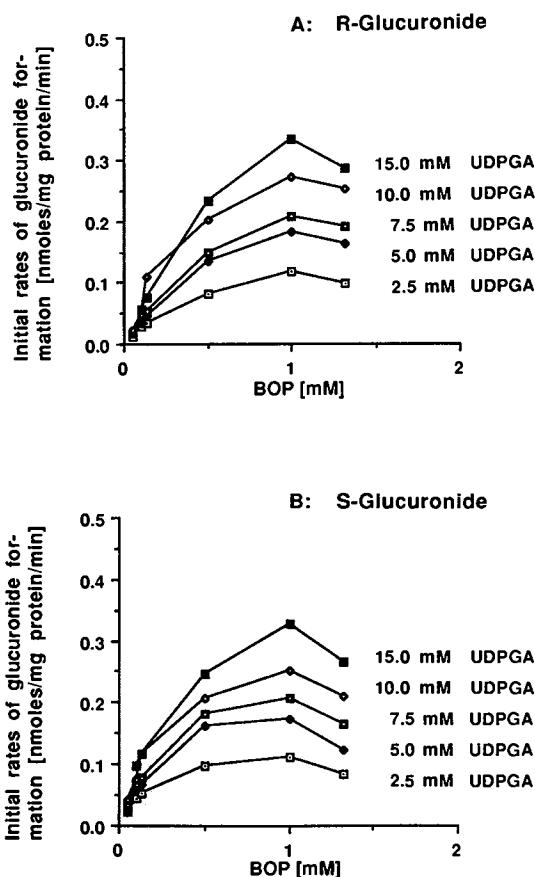 A: R-Glucuronide
Initial rates of glucuronide for-
mation [nmoles/mg protein/min]
0.5
0.4
0.3
0.2
0.1
0.0
15.0 mM UDPGA
10.0 mM UDPGA
7.5 mM UDPGA
5.0 mM UDPGA
2.5 mM UDPGA
0 1 2
BOP [mM]
B: S-Glucuronide
Initial rates of glucuronide for-
mation [nmoles/mg protein/min]
0.5
0.4
0.3
0.2
0.1
0.0
15.0 mM UDPGA
10.0 mM UDPGA
7.5 mM UDPGA
5.0 mM UDPGA
2.5 mM UDPGA
0 1 2
BOP [mM]